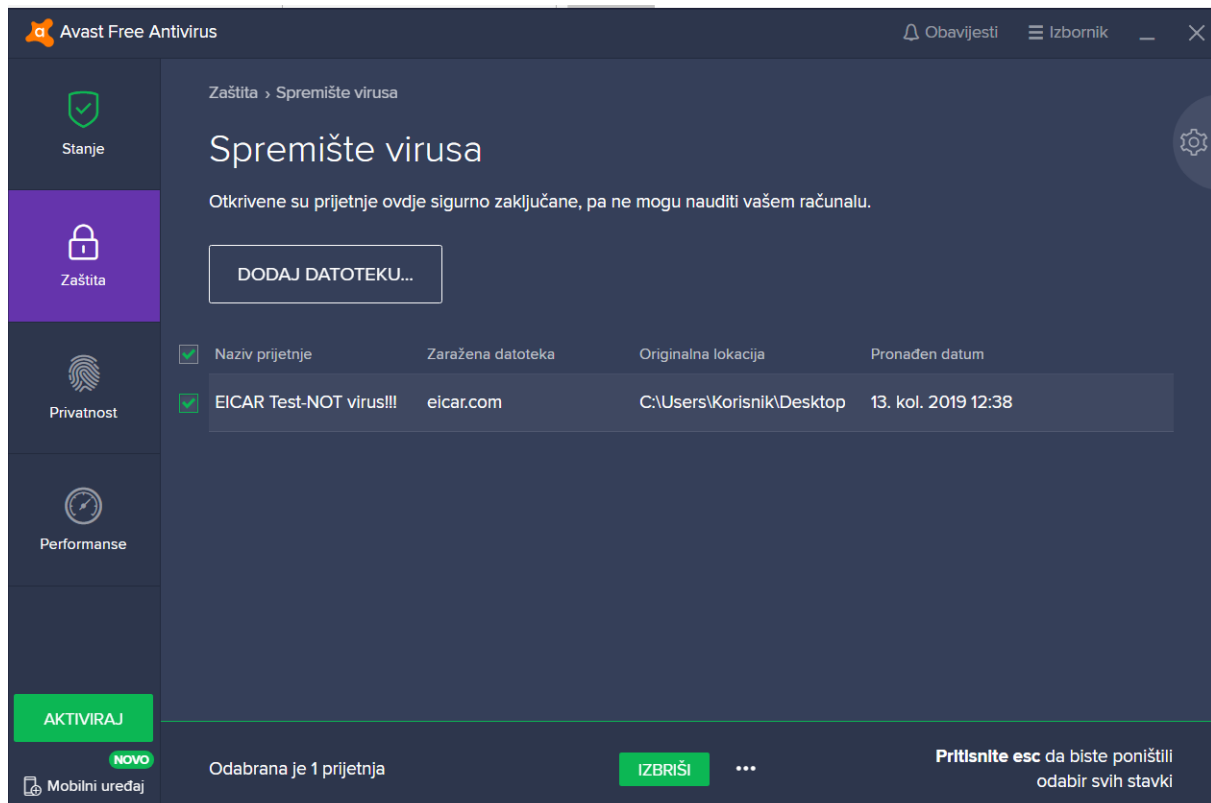 Avast Free Antivirus
Obavijesti
Izbornik
Stanje
Zaštita
Privatnost
Performanse
AKTIVIRAJ
NOVO
Mobilni uređaj
Zaštita › Spremište virusa
Spremište virusa
Otkrivene su prijetnje ovdje sigurno zaključane, pa ne mogu nauditi vašem računalu.
DODAJ DATOTEKU...
Naziv prijetnje Zaražena datoteka Originalna lokacija Pronađen datum
EICAR Test-NOT virus!!! eicar.com C:\Users\Korisnik\Desktop 13. kol. 2019 12:38
Odabrana je 1 prijetnja
IZBRIŠI
Pritisnite esc da biste poništili
odabir svih stavki